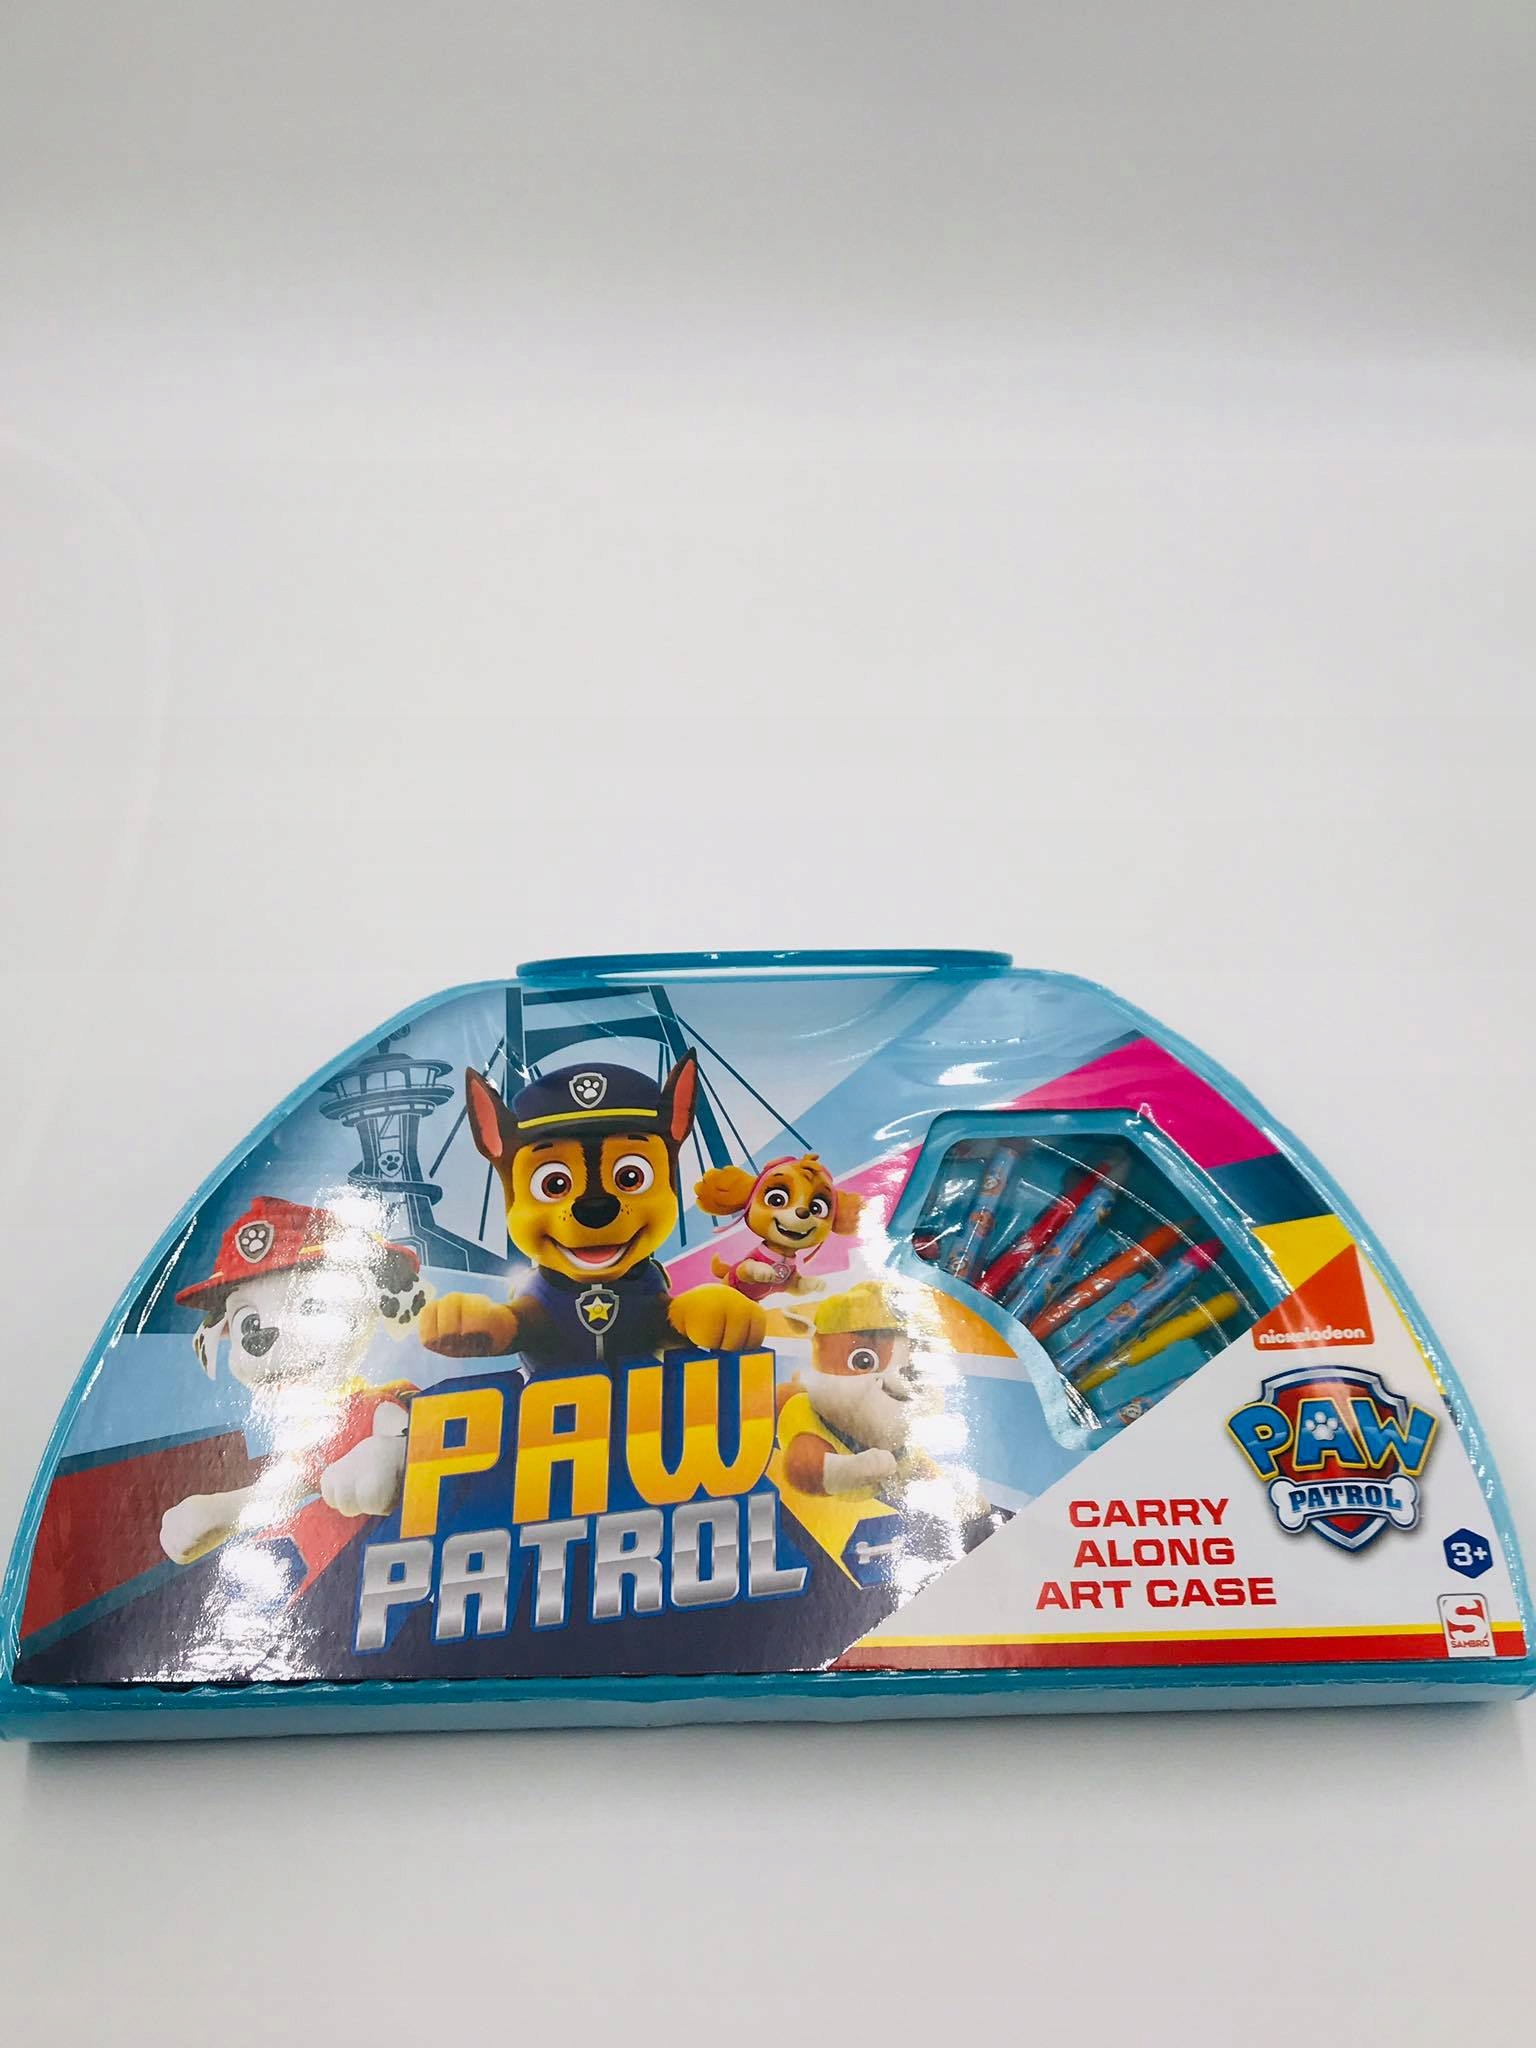 PAW
PATROL
nickelodeon
PAW
PATROL
CARRY
ALONG
ART CASE
3+
S
SAMBRO